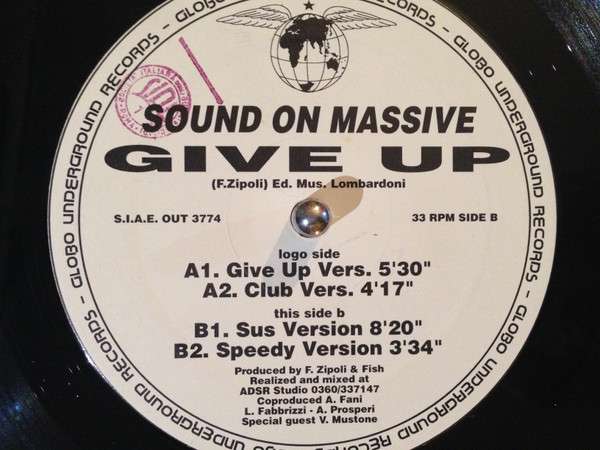 GLOBO UNDERGROUND RECORDS - GLOBO UNDERGROUND RECORDS - GLOBO UNDERGROUND RECORDS - GLOBO UNDERGROUND RECORDS -
SOUND ON MASSIVE
GIVE UP
(F.Zipoli) Ed. Mus. Lombardoni
S.I.A.E. OUT 3774
33 RPM SIDE B
logo side
A1. Give Up Vers. 5'30"
A2. Club Vers. 4'17"
this side b
B1. Sus Version 8'20"
B2. Speedy Version 3'34"
Produced by F. Zipoli & Fish
Realized and mixed at
ADSR Studio 0360/337147
Coproduced A. Fani
L. Fabbrizzi - A. Prosperi
Special guest V. Mustone